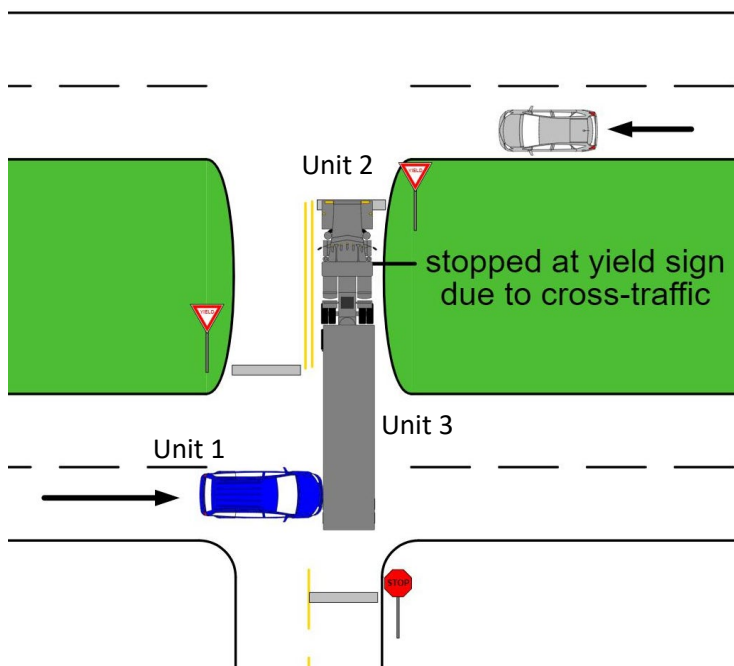 Unit 2
YIELD
stopped at yield sign
due to cross-traffic
YIELD
Unit 3
Unit 1
STOP